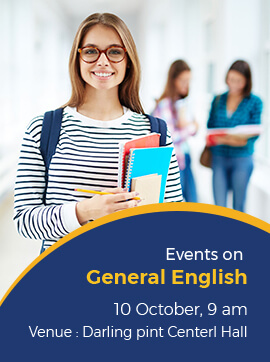 Events on
General English
10 October, 9 am
Venue : Darling pint Centerl Hall